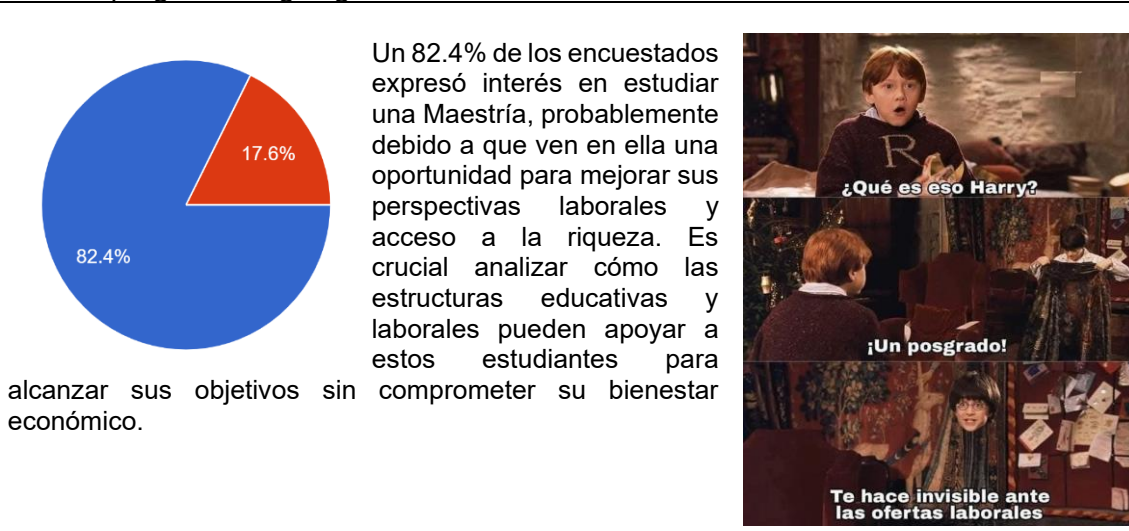 17.6%
82.4%
Un 82.4% de los encuestados
expresó interés en estudiar
una Maestría, probablemente
debido a que ven en ella una
oportunidad para mejorar sus
perspectivas laborales y
acceso a la riqueza. Es
crucial analizar cómo las
estructuras educativas y
laborales pueden apoyar a
estos estudiantes para
alcanzar sus objetivos sin comprometer su bienestar
económico.
R
¿Qué es eso Harry?
¡Un posgrado!
Te hace invisible ante
las ofertas laborales